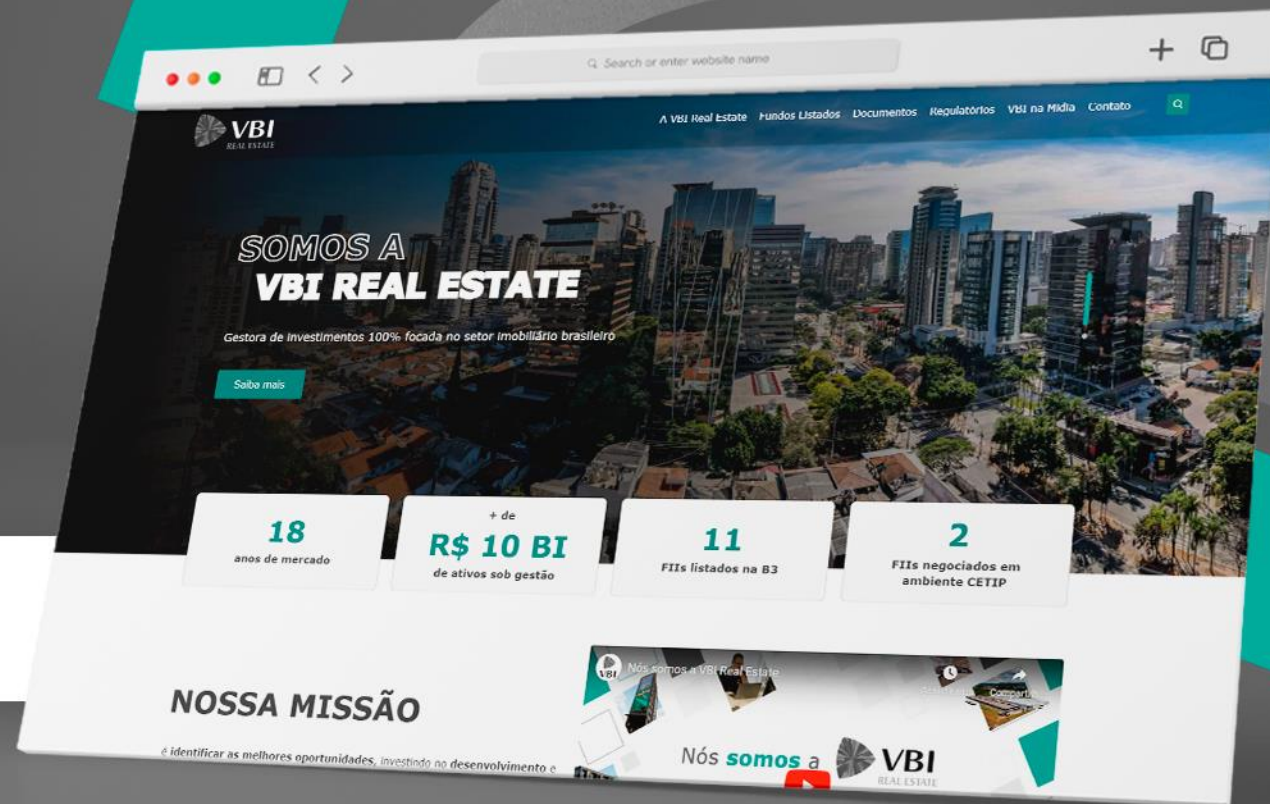 Search or enter website name
VBI
REAL ESTATE
A VBI Real Estate Fundos Listados Documentos Regulatórios VBI na Mídia Contato
SOMOS A
VBI REAL ESTATE
Gestora de investimentos 100% focada no setor imobiliário brasileiro
Saiba mais
18
anos de mercado
+ de
R$ 10 BI
de ativos sob gestão
11
FIIs listados na B3
2
FIIs negociados em
ambiente CETIP
NOSSA MISSÃO
é identificar as melhores oportunidades, investindo no desenvolvimento e
VBI
Nós somos a VBI Real Estate
Nós somos a VBI
REAL ESTATE